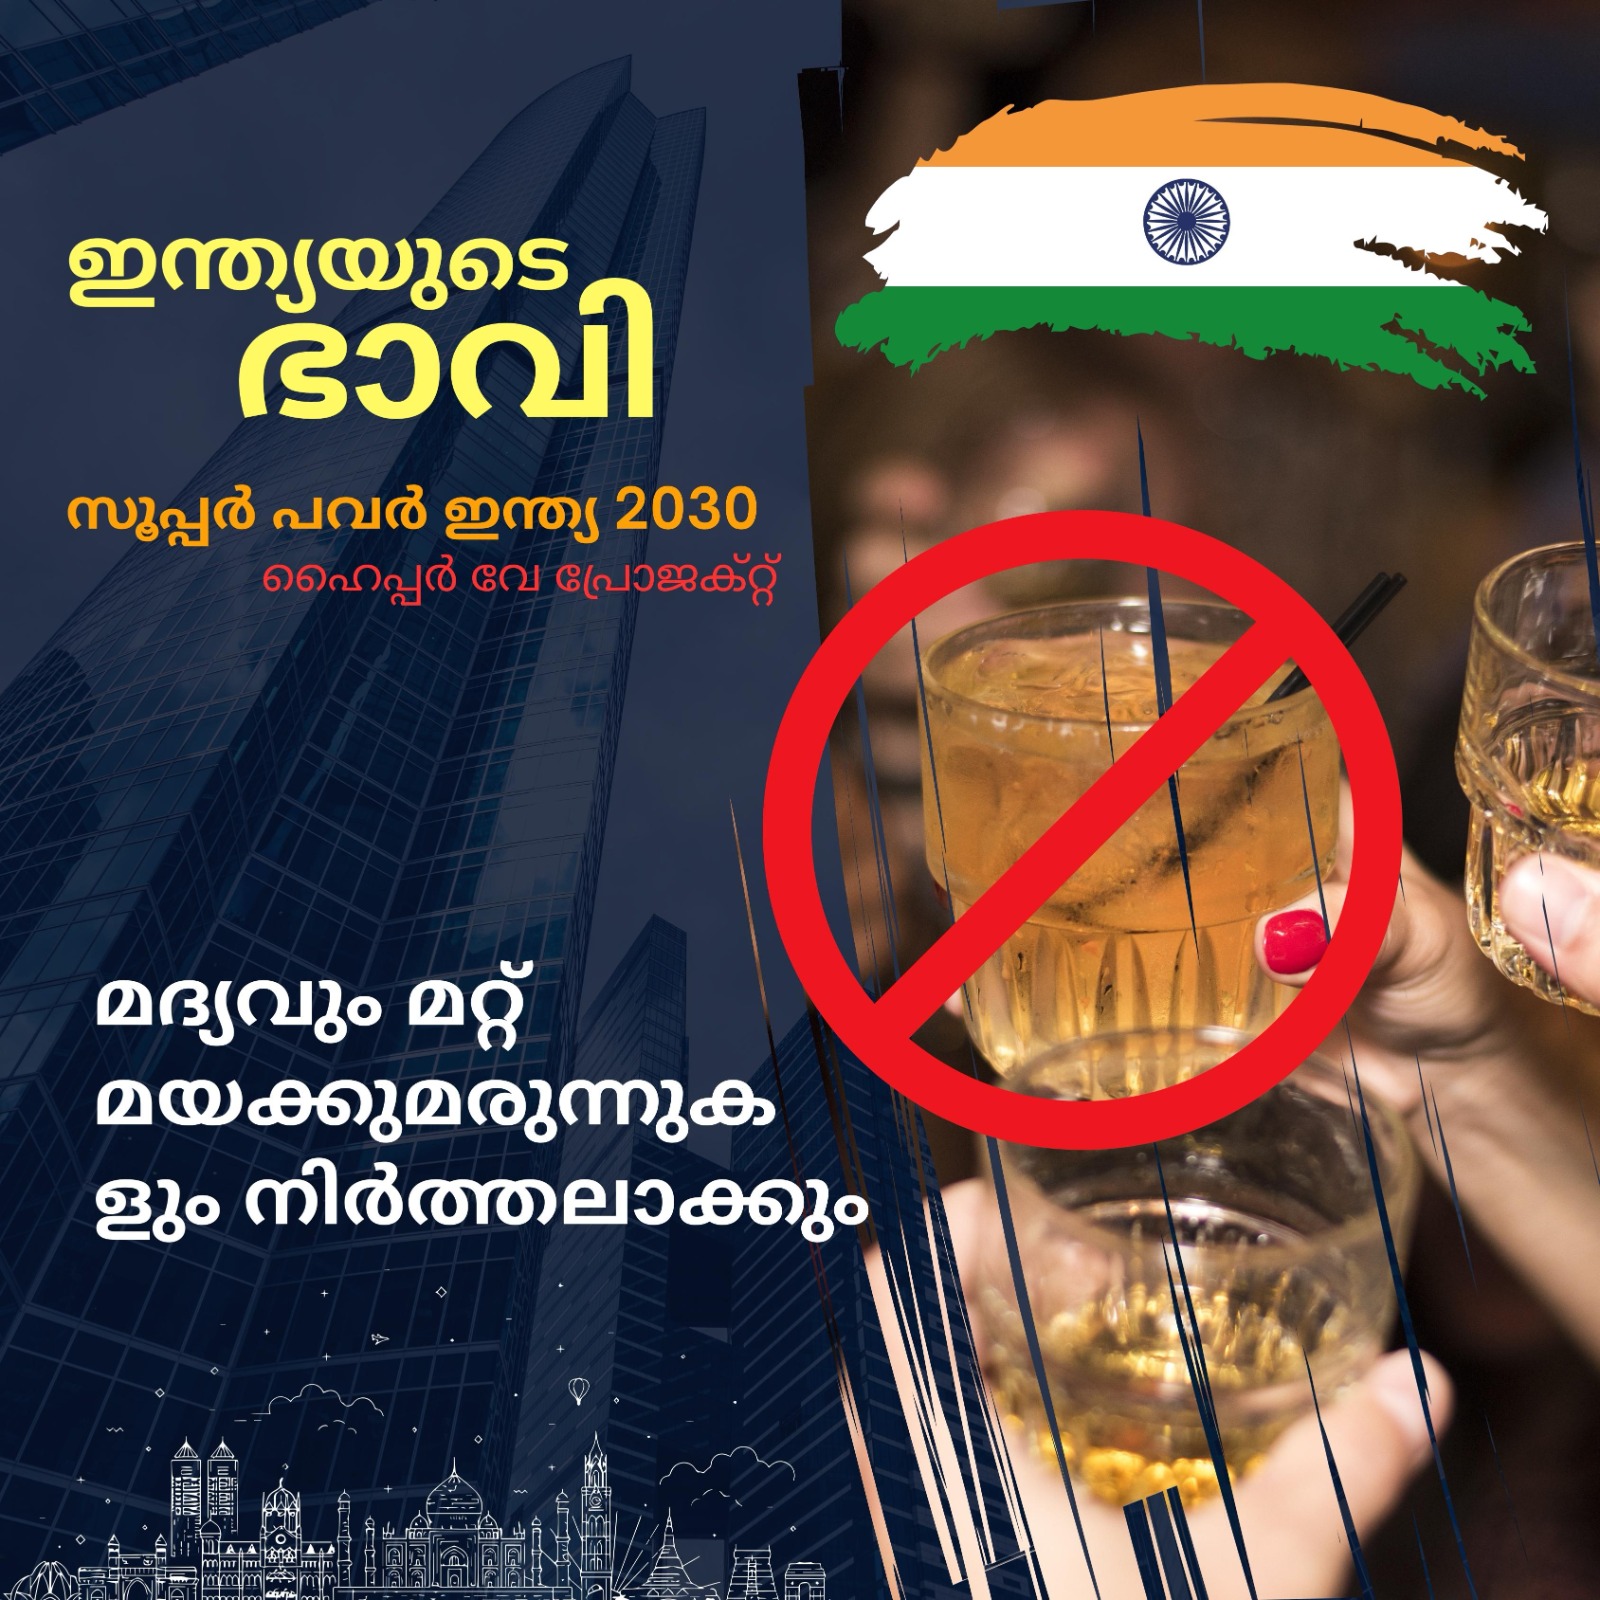 ഇന്ത്യയുടെ
ഭാവി
സൂപ്പർ പവർ ഇന്ത്യ 2030
ഹൈപ്പർ വേ പ്രോജക്റ്റ്
മദ്യവും മറ്റ്
മയക്കുമരുന്നുക
ളും നിർത്തലാക്കും